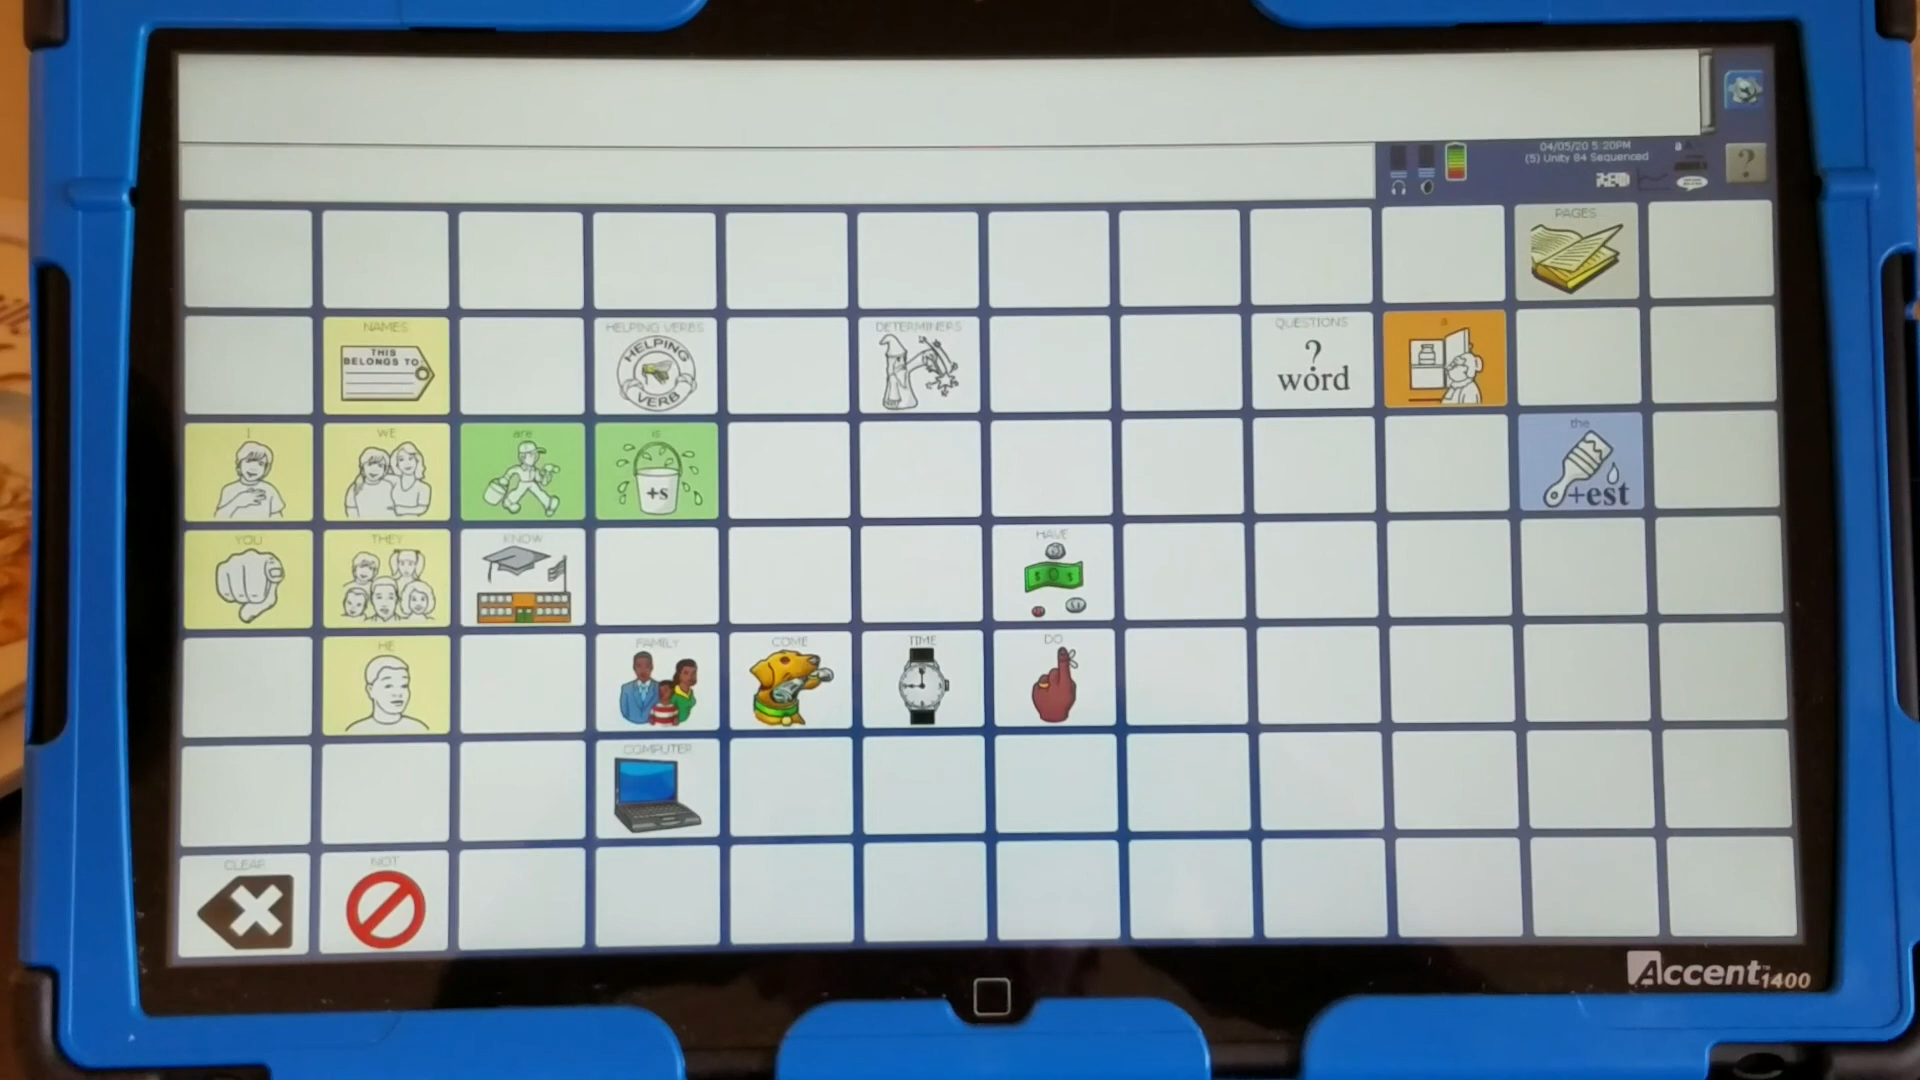 04/05/20 5:20PM
(5) Unity 84 Sequenced
?
PAGES
NAMES
THIS
BELONGS TO:
HELPING VERBS
HELPING
VERB
DETERMINERS
QUESTIONS
?
word
a
I
WE
are
is
+s
the
+est
YOU
THEY
KNOW
HAVE
HE
FAMILY
COME
TIME
DO
COMPUTER
CLEAR
NOT
Accent™1400